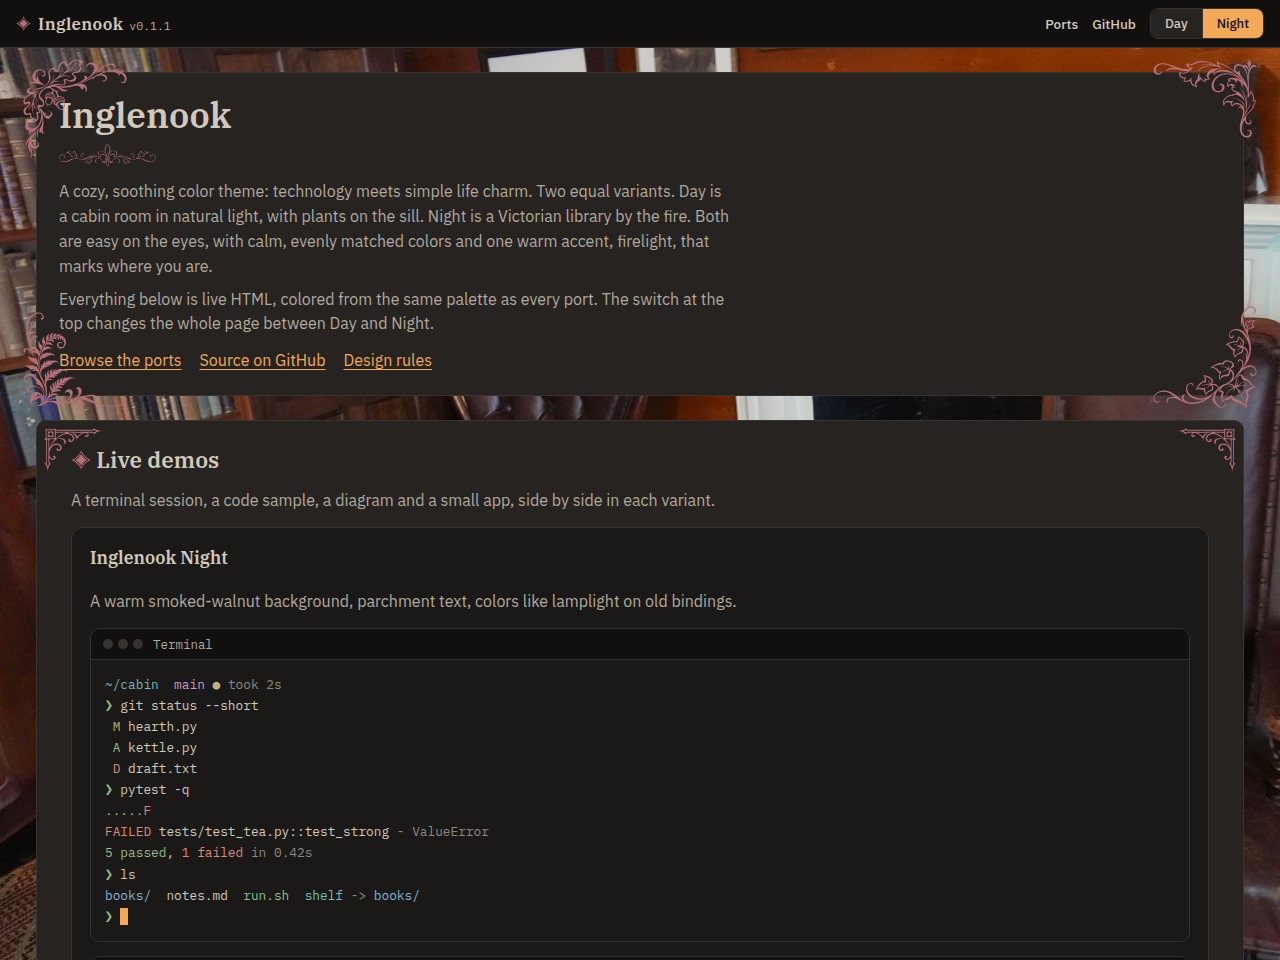 Inglenook v0.1.1
Ports GitHub Day Night
Inglenook
A cozy, soothing color theme: technology meets simple life charm. Two equal variants. Day is
a cabin room in natural light, with plants on the sill. Night is a Victorian library by the fire. Both
are easy on the eyes, with calm, evenly matched colors and one warm accent, firelight, that
marks where you are.
Everything below is live HTML, colored from the same palette as every port. The switch at the
top changes the whole page between Day and Night.
Browse the ports Source on GitHub Design rules
Live demos
A terminal session, a code sample, a diagram and a small app, side by side in each variant.
Inglenook Night
A warm smoked-walnut background, parchment text, colors like lamplight on old bindings.
Terminal
~/cabin main ● took 2s
❯ git status --short
M hearth.py
A kettle.py
D draft.txt
❯ pytest -q
.....F
FAILED tests/test_tea.py::test_strong - ValueError
5 passed, 1 failed in 0.42s
❯ ls
books/ notes.md run.sh shelf -> books/
❯